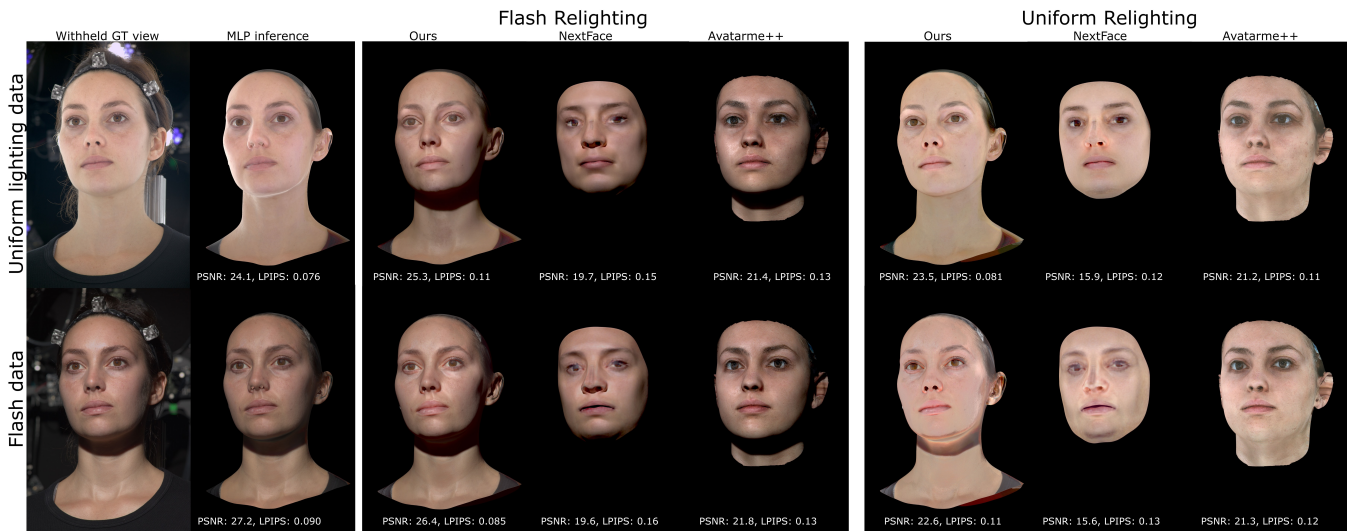 Flash Relighting
Uniform Relighting
Withheld GT view
MLP inference
Ours
NextFace
Avatarme++
Ours
NextFace
Avatarme++
Uniform lighting data
PSNR: 24.1, LPIPS: 0.076
PSNR: 25.3, LPIPS: 0.11
PSNR: 19.7, LPIPS: 0.15
PSNR: 21.4, LPIPS: 0.13
PSNR: 23.5, LPIPS: 0.081
PSNR: 15.9, LPIPS: 0.12
PSNR: 21.2, LPIPS: 0.11
Flash data
PSNR: 27.2, LPIPS: 0.090
PSNR: 26.4, LPIPS: 0.085
PSNR: 19.6, LPIPS: 0.16
PSNR: 21.8, LPIPS: 0.13
PSNR: 22.6, LPIPS: 0.11
PSNR: 15.6, LPIPS: 0.13
PSNR: 21.3, LPIPS: 0.12